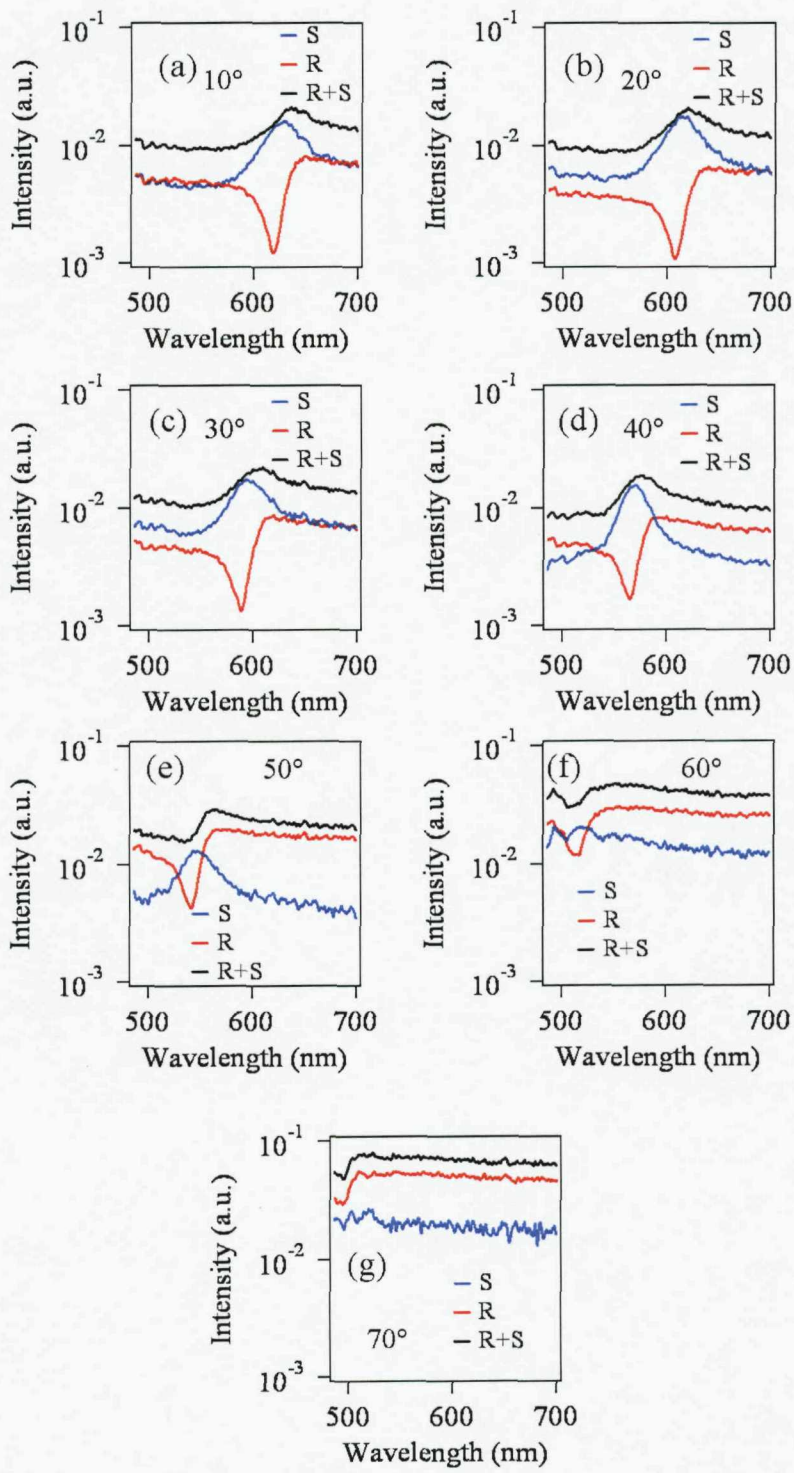 (a) 10°
S
R
R+S
10⁻¹
10⁻²
10⁻³
Intensity (a.u.)
500 600 700
Wavelength (nm)
(b) 20°
S
R
R+S
10⁻¹
10⁻²
10⁻³
Intensity (a.u.)
500 600 700
Wavelength (nm)
(c) 30°
S
R
R+S
10⁻¹
10⁻²
10⁻³
Intensity (a.u.)
500 600 700
Wavelength (nm)
(d) 40°
S
R
R+S
10⁻¹
10⁻²
10⁻³
Intensity (a.u.)
500 600 700
Wavelength (nm)
(e) 50°
S
R
R+S
10⁻¹
10⁻²
10⁻³
Intensity (a.u.)
500 600 700
Wavelength (nm)
(f) 60°
S
R
R+S
10⁻¹
10⁻²
10⁻³
Intensity (a.u.)
500 600 700
Wavelength (nm)
(g)
S
R
R+S
70°
10⁻¹
10⁻²
10⁻³
Intensity (a.u.)
500 600 700
Wavelength (nm)